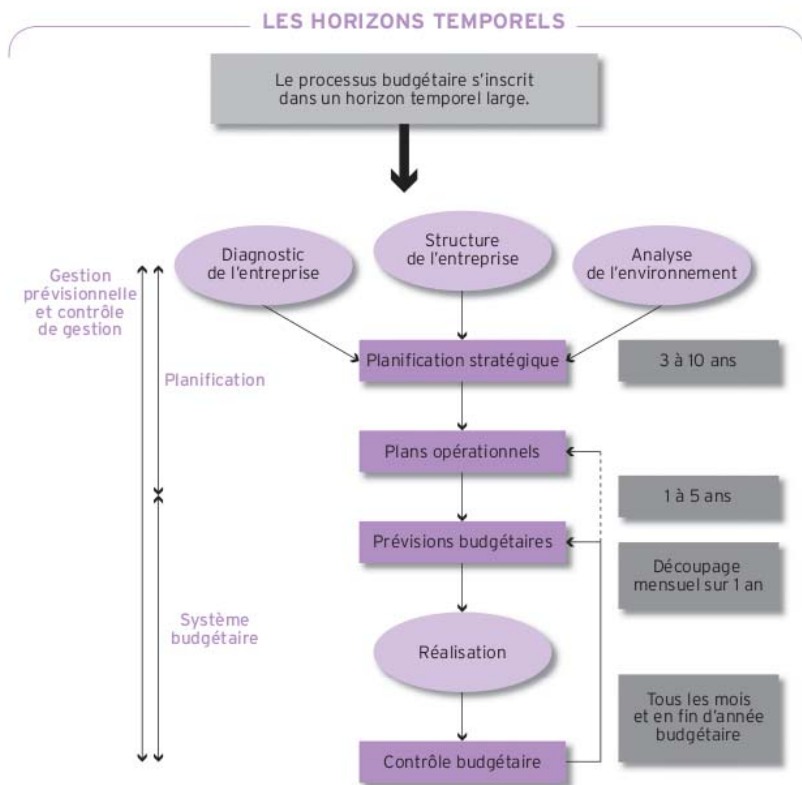 LES HORIZONS TEMPORELS
Le processus budgétaire s'inscrit
dans un horizon temporel large.
Diagnostic
de l'entreprise
Structure
de l'entreprise
Analyse
de l'environnement
Gestion
prévisionnelle
et contrôle
de gestion
Planification stratégique
3 à 10 ans
Planification
Plans opérationnels
1 à 5 ans
Prévisions budgétaires
Découpage
mensuel sur 1 an
Système
budgétaire
Réalisation
Tous les mois
et en fin d'année
budgétaire
Contrôle budgétaire